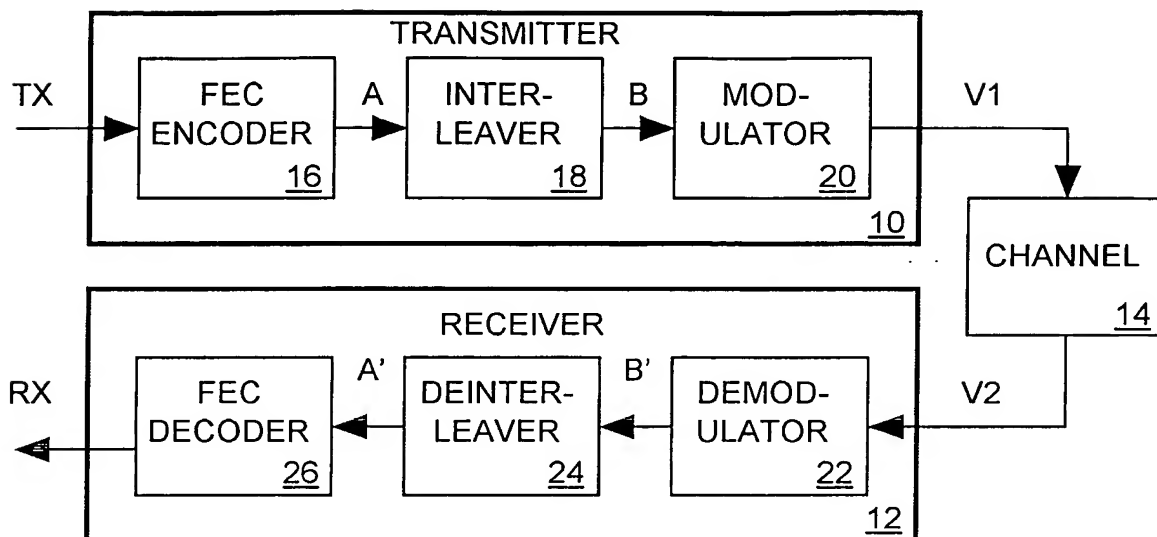 TRANSMITTER
TX
FEC
ENCODER
16
A
INTER-
LEAVER
18
B
MOD-
ULATOR
20
V1
10
CHANNEL
14
RECEIVER
RX
FEC
DECODER
26
A'
DEINTER-
LEAVER
24
B'
DEMOD-
ULATOR
22
V2
12